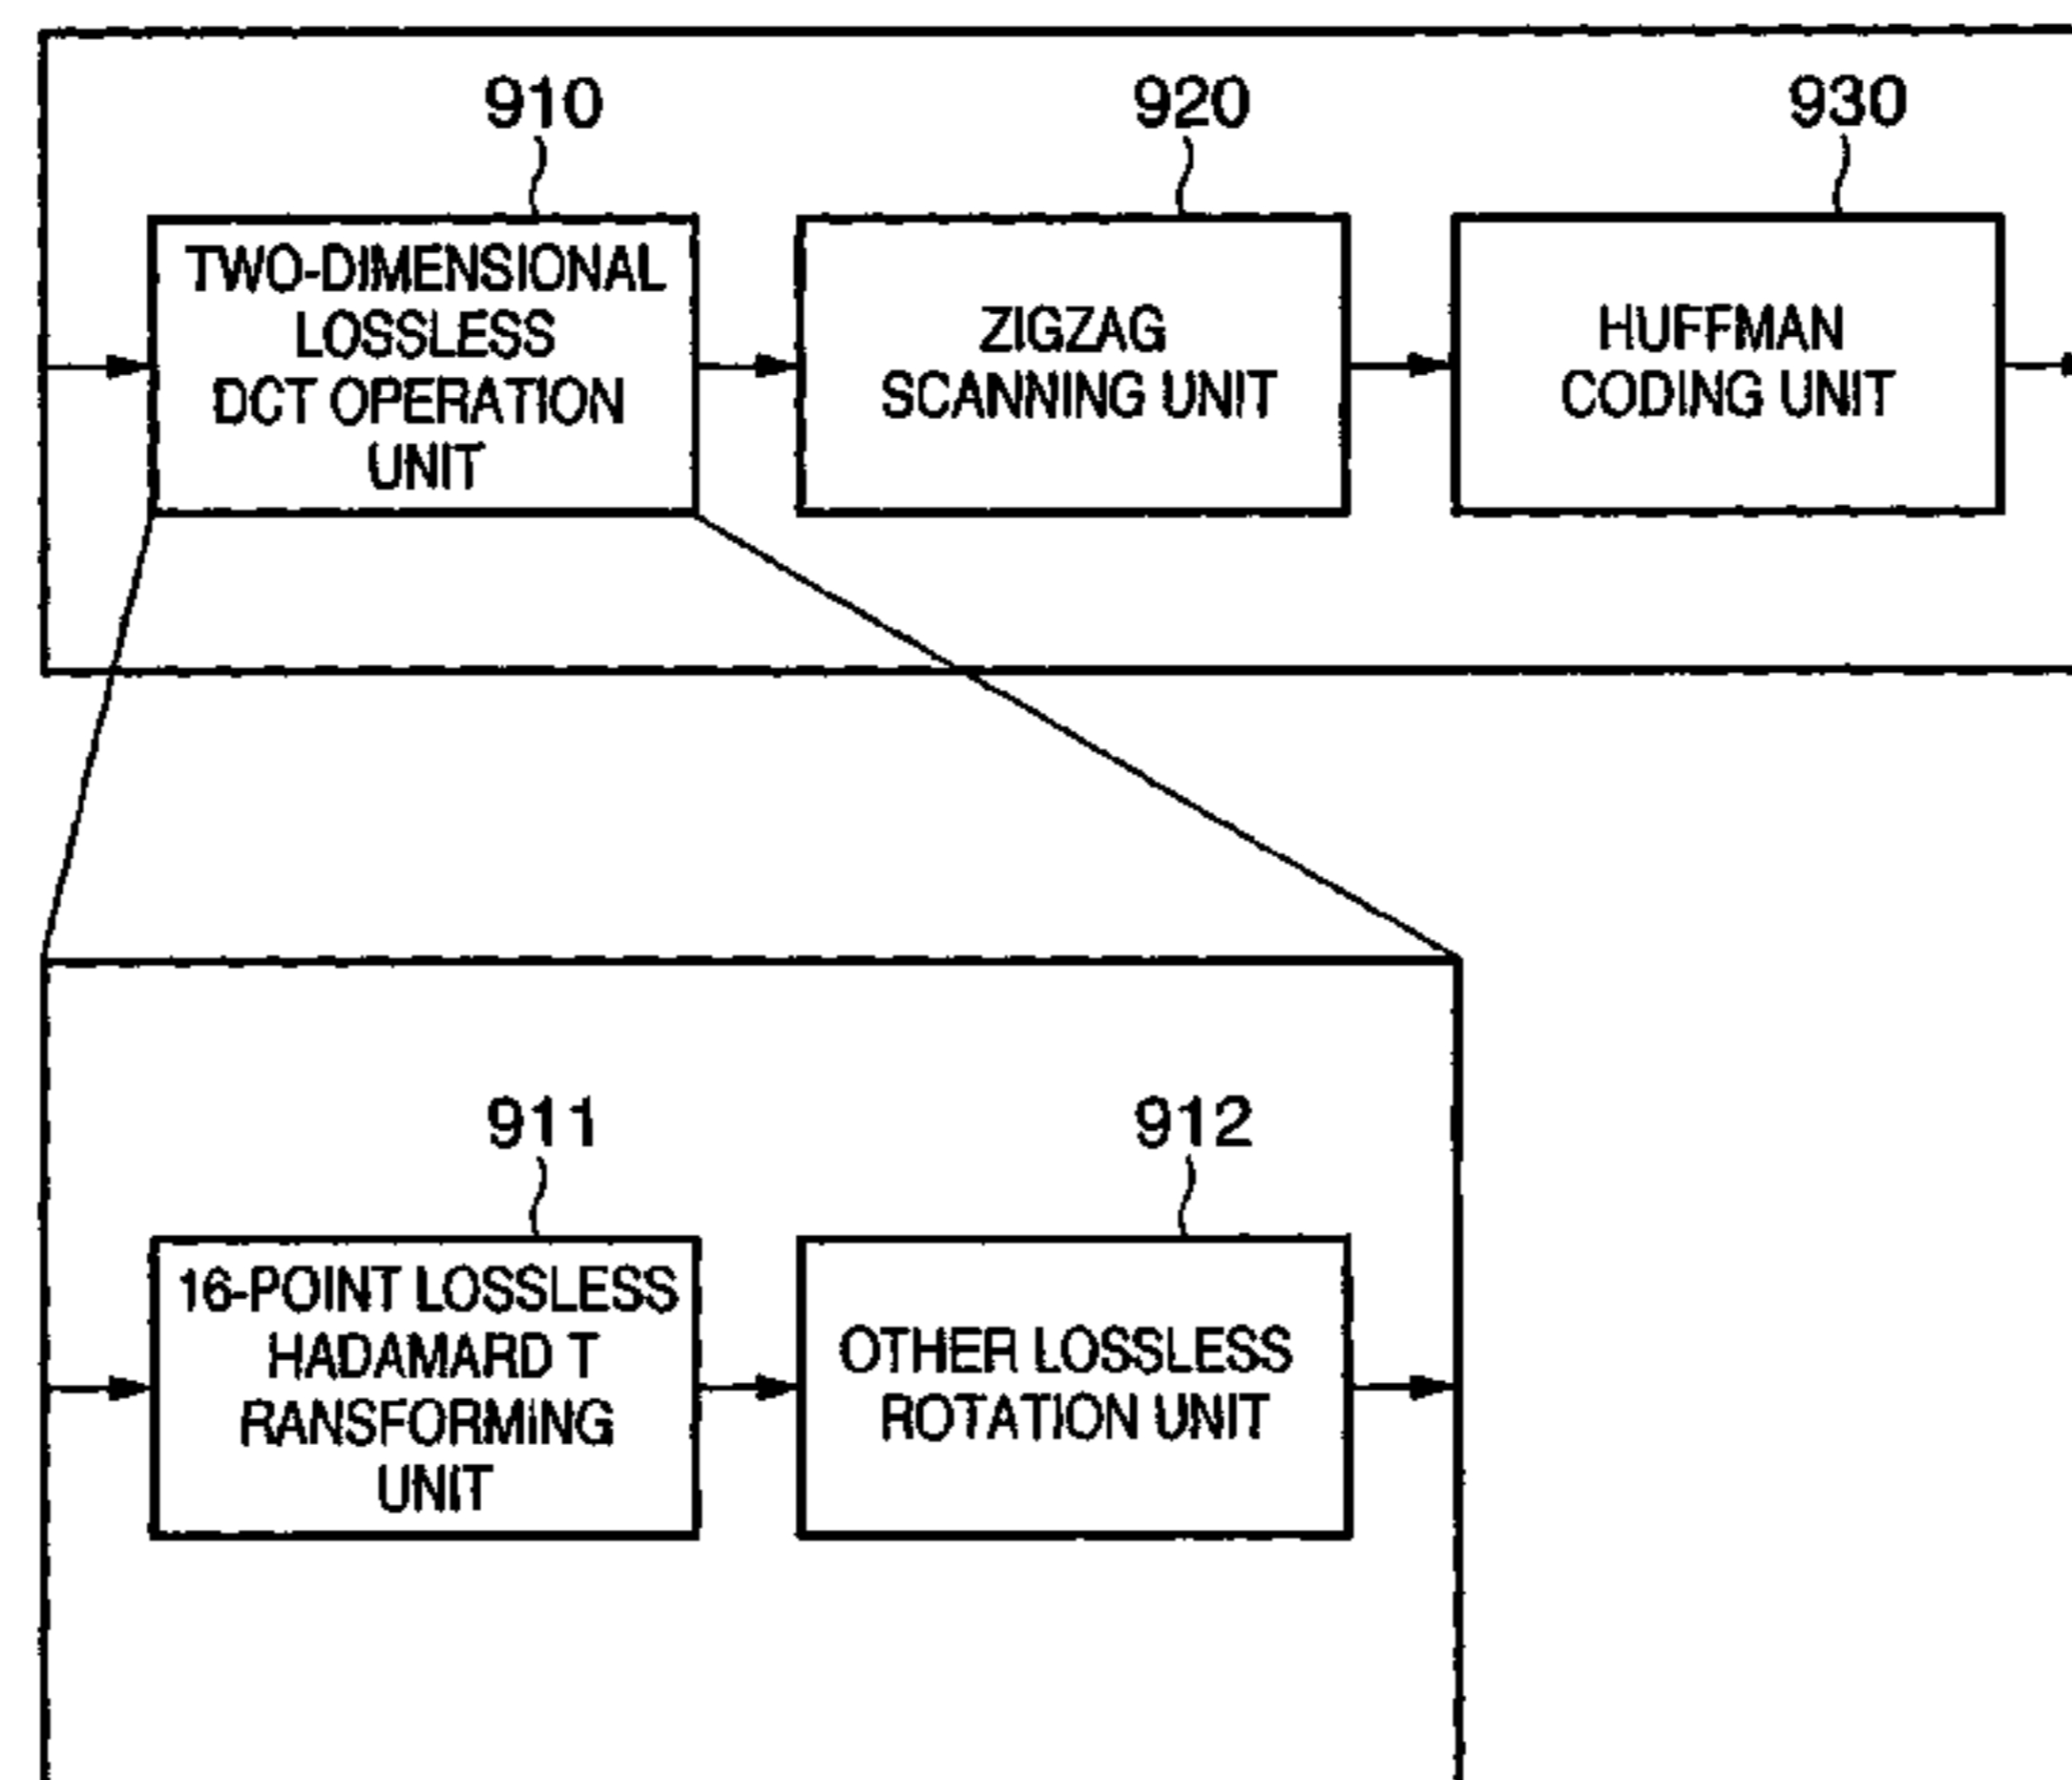 910
920
930
TWO-DIMENSIONAL
LOSSLESS
DCT OPERATION
UNIT
ZIGZAG
SCANNING UNIT
HUFFMAN
CODING UNIT
911
912
16-POINT LOSSLESS
HADAMARD T
RANSFORMING
UNIT
OTHER LOSSLESS
ROTATION UNIT